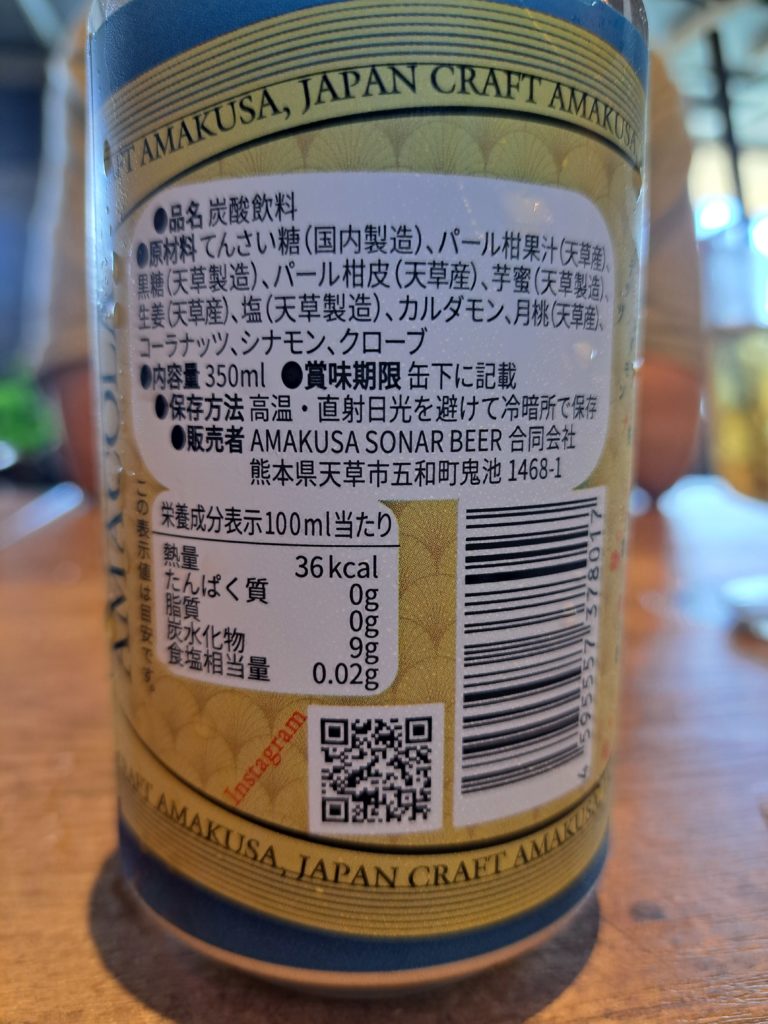 FT AMAKUSA, JAPAN CRAFT AMAKUSA,
●品名 炭酸飲料
●原材料 てんさい糖(国内製造)、パール柑果汁(天草産)、
黒糖(天草製造)、パール柑皮(天草産)、芋蜜(天草製造)、
生姜(天草産)、塩(天草製造)、カルダモン、月桃(天草産)、
コーラナッツ、シナモン、クローブ
●内容量 350ml ●賞味期限 缶下に記載
●保存方法 高温・直射日光を避けて冷暗所で保存
●販売者 AMAKUSA SONAR BEER 合同会社
熊本県天草市五和町鬼池 1468-1
栄養成分表示100ml当たり
熱量 36kcal
たんぱく質 0g
脂質 0g
炭水化物 9g
食塩相当量 0.02g
この表示値は目安です。
AMACOLA
4 595557 378017
Instagram
CRAFT AMAKUSA, JAPAN CRAFT AMAKUSA,